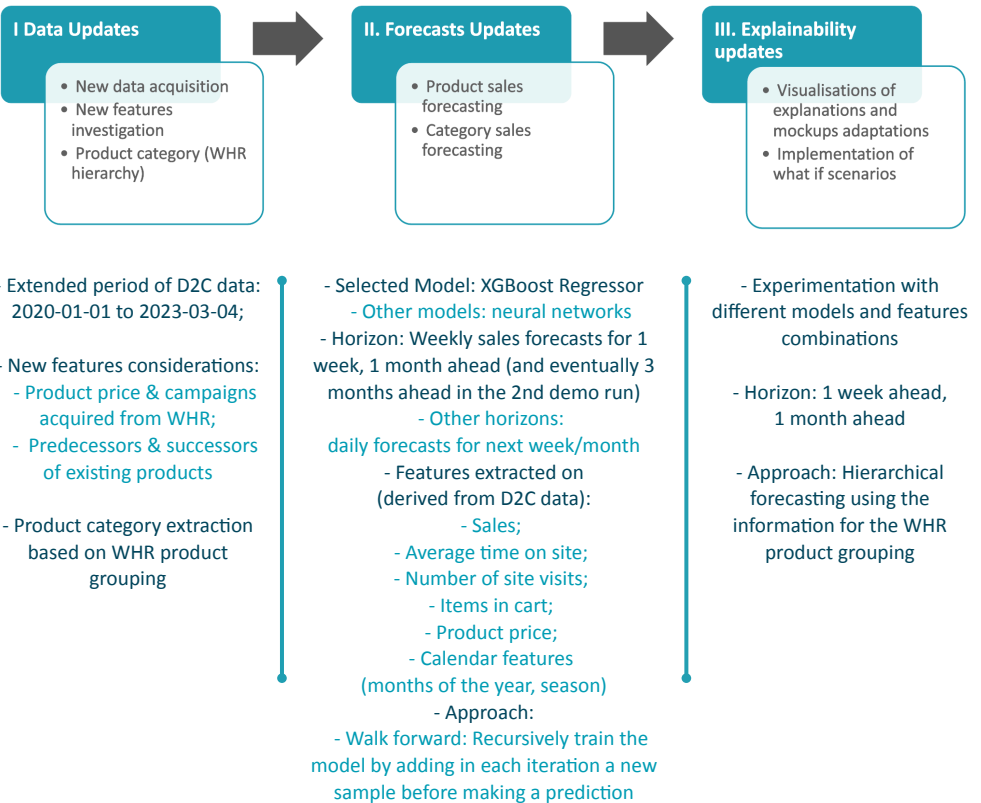 I Data Updates
• New data acquisition
• New features
investigation
• Product category (WHR
hierarchy)
II. Forecasts Updates
• Product sales
forecasting
• Category sales
forecasting
III. Explainability
updates
• Visualisations of
explanations and
mockups adaptations
• Implementation of
what if scenarios
- Extended period of D2C data:
2020-01-01 to 2023-03-04;
- New features considerations:
- Product price & campaigns
acquired from WHR;
- Predecessors & successors
of existing products
- Product category extraction
based on WHR product
grouping
- Selected Model: XGBoost Regressor
- Other models: neural networks
- Horizon: Weekly sales forecasts for 1
week, 1 month ahead (and eventually 3
months ahead in the 2nd demo run)
- Other horizons:
daily forecasts for next week/month
- Features extracted on
(derived from D2C data):
- Sales;
- Average time on site;
- Number of site visits;
- Items in cart;
- Product price;
- Calendar features
(months of the year, season)
- Approach:
- Walk forward: Recursively train the
model by adding in each iteration a new
sample before making a prediction
- Experimentation with
different models and features
combinations
- Horizon: 1 week ahead,
1 month ahead
- Approach: Hierarchical
forecasting using the
information for the WHR
product grouping